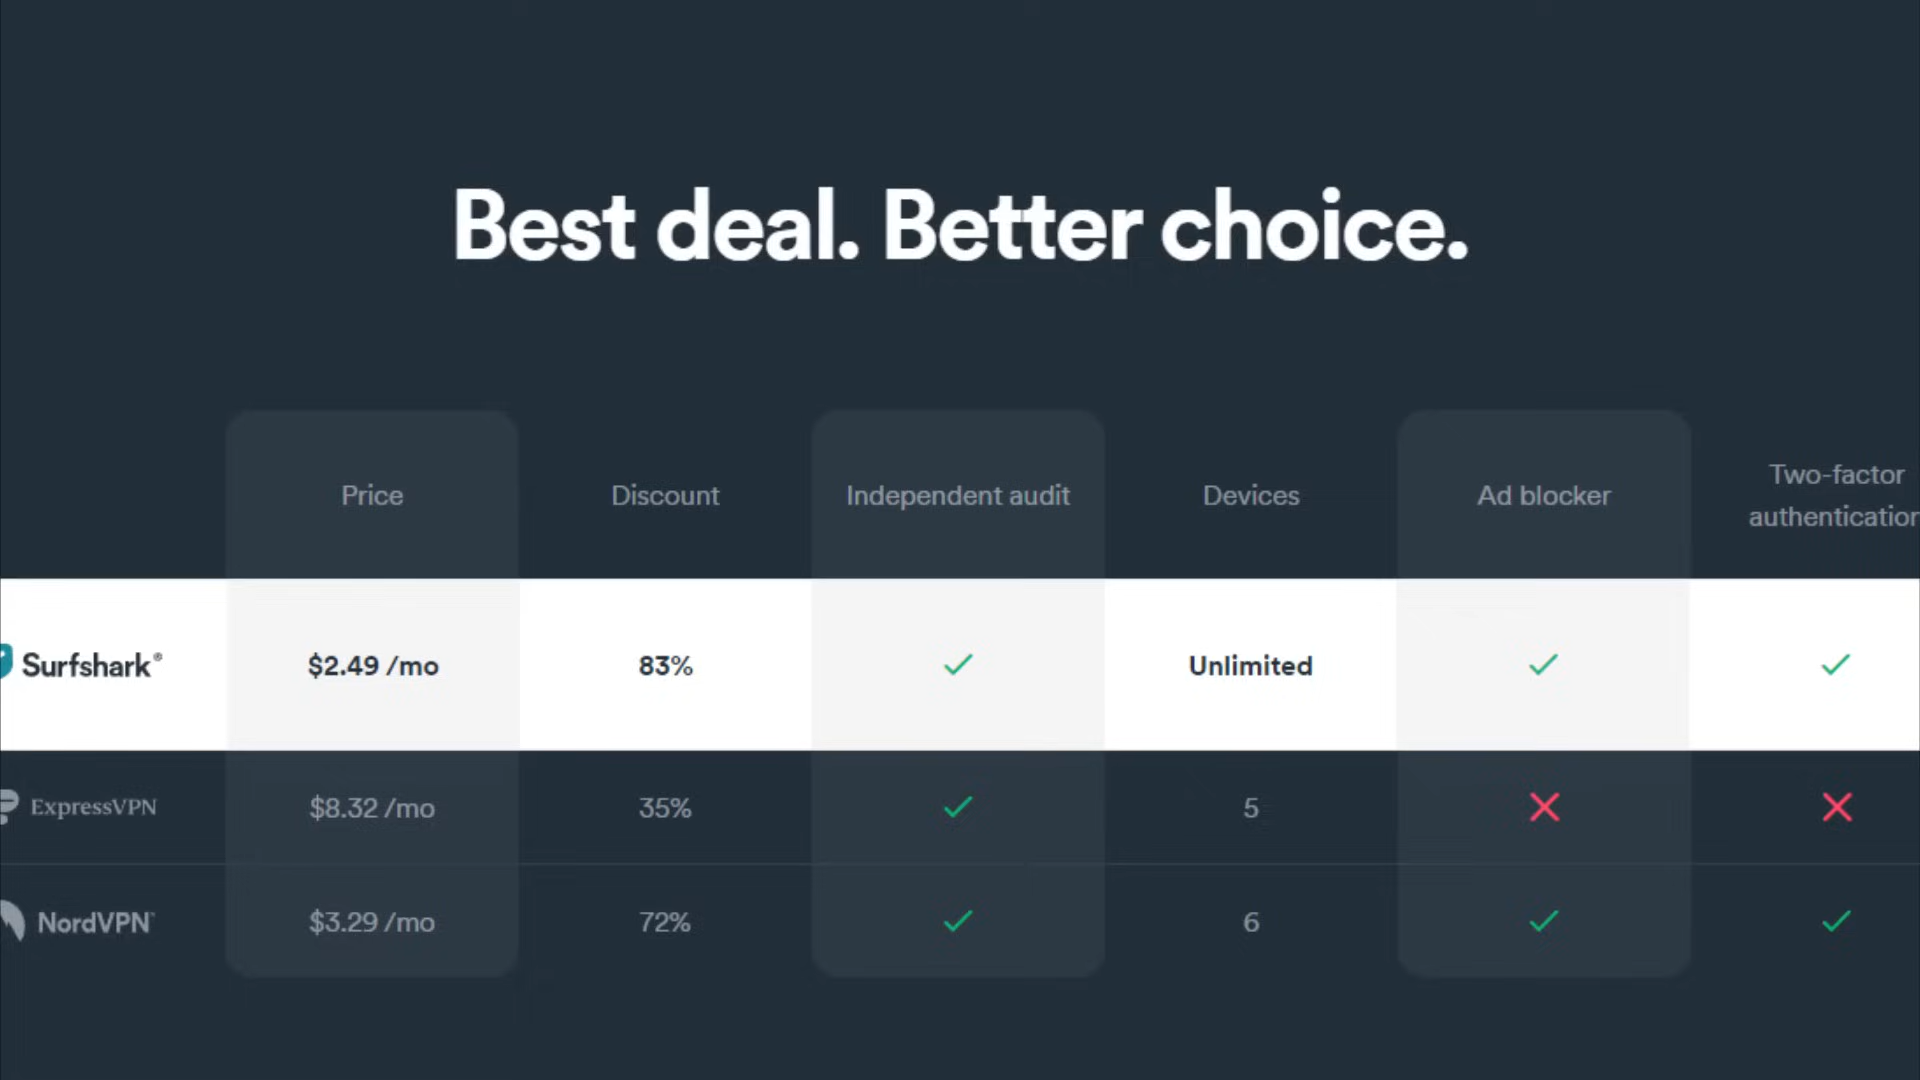 Best deal. Better choice.
Price Discount Independent audit Devices Ad blocker Two-factor authentication
Surfshark® $2.49 /mo 83% Unlimited
ExpressVPN $8.32 /mo 35% 5
NordVPN $3.29 /mo 72% 6